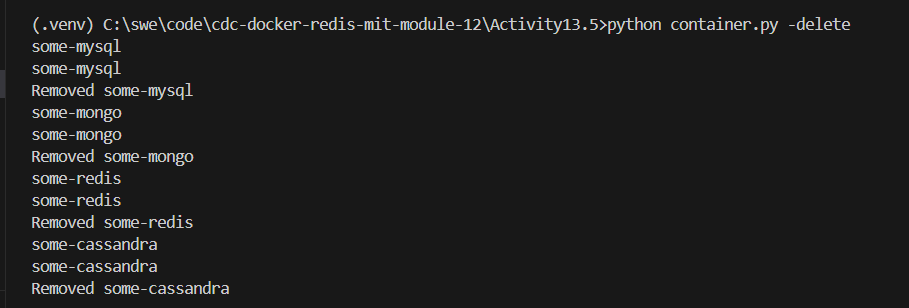 (.venv) C:\swe\code\cdc-docker-redis-mit-module-12\Activity13.5>python container.py -delete
some-mysql
some-mysql
Removed some-mysql
some-mongo
some-mongo
Removed some-mongo
some-redis
some-redis
Removed some-redis
some-cassandra
some-cassandra
Removed some-cassandra